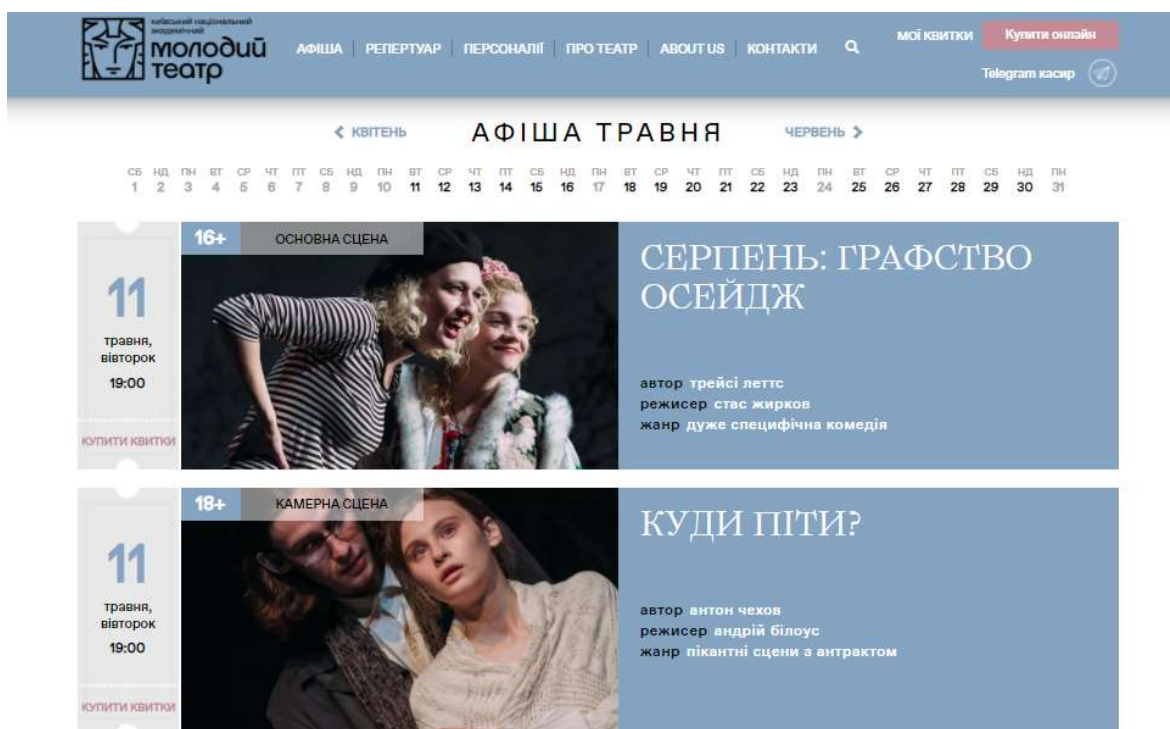 київський національний
академічний
молодий
театр
АФІША РЕПЕРТУАР ПЕРСОНАЛІЇ ПРО ТЕАТР ABOUT US КОНТАКТИ
МОЇ КВИТКИ Купити онлайн
Telegram касир
КВІТЕНЬ АФІША ТРАВНЯ ЧЕРВЕНЬ
СБ НД ПН ВТ СР ЧТ ПТ СБ НД ПН ВТ СР ЧТ ПТ СБ НД ПН ВТ СР ЧТ ПТ СБ НД ПН ВТ СР ЧТ ПТ СБ НД ПН
1 2 3 4 5 6 7 8 9 10 11 12 13 14 15 16 17 18 19 20 21 22 23 24 25 26 27 28 29 30 31
11
травня,
вівторок
19:00
КУПИТИ КВИТКИ
16+ ОСНОВНА СЦЕНА
СЕРПЕНЬ: ГРАФСТВО
ОСЕЙДЖ
автор трейсі леттс
режисер стас жирков
жанр дуже специфічна комедія
11
травня,
вівторок
19:00
КУПИТИ КВИТКИ
18+ КАМЕРНА СЦЕНА
КУДИ ПІТИ?
автор антон чехов
режисер андрій білоус
жанр пікантні сцени з антрактом